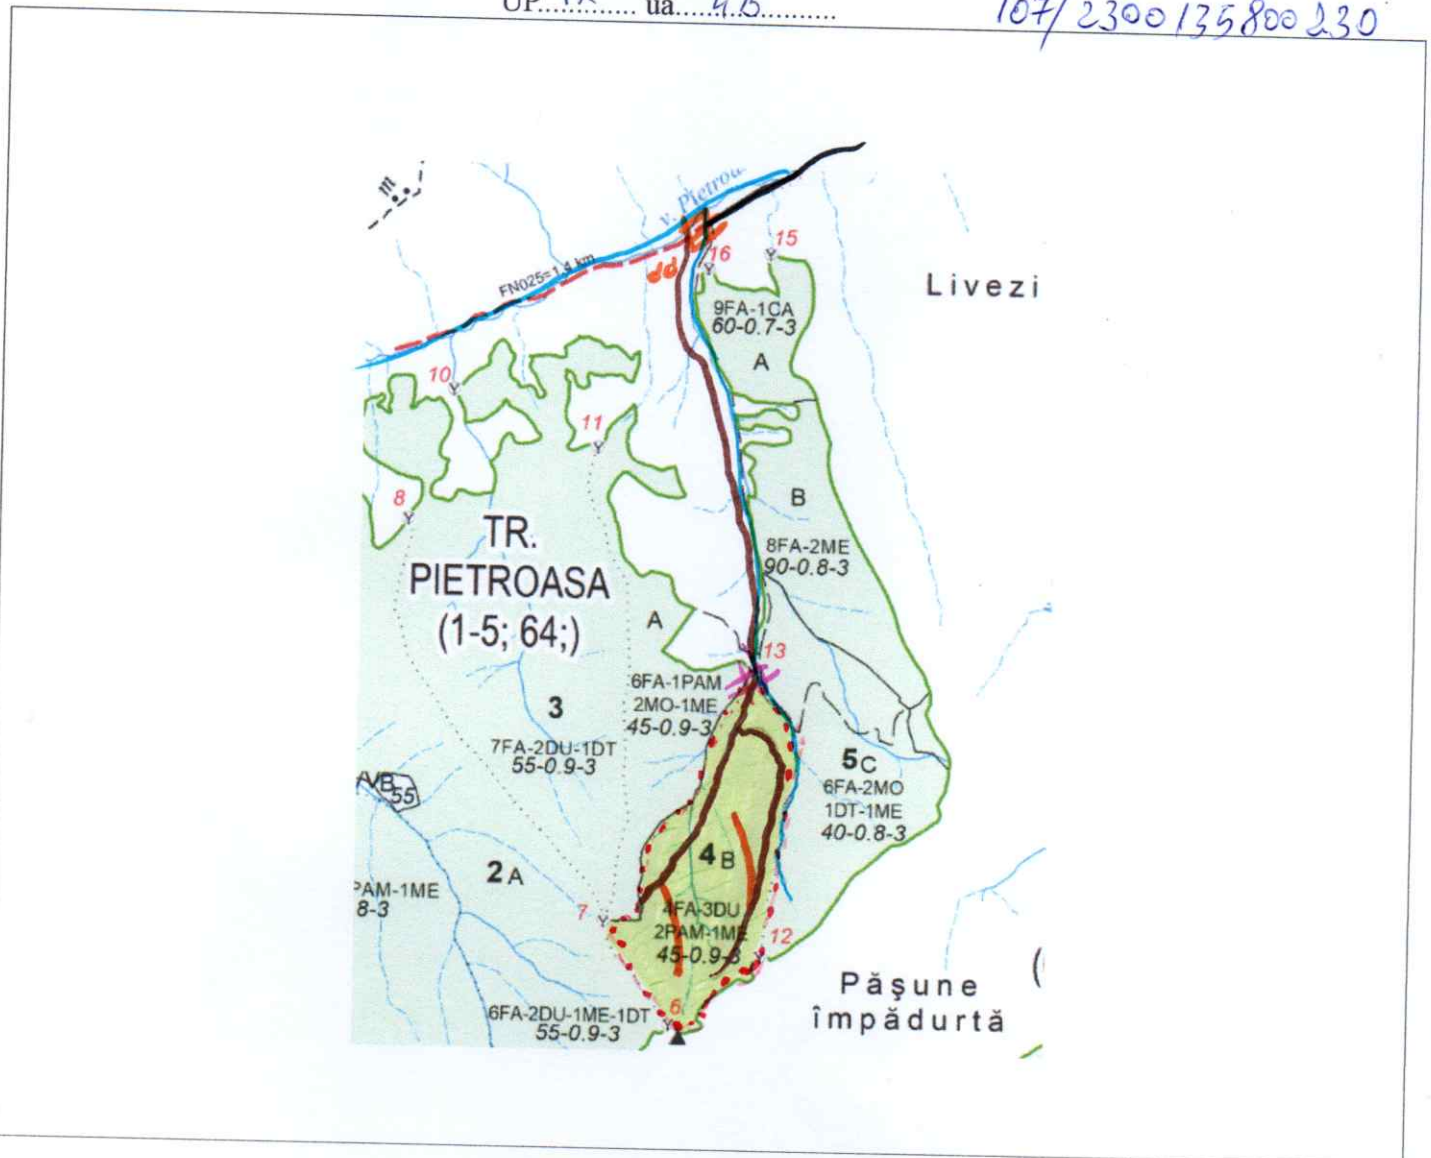 UP............ ua.....4B..........
107/2300135800230
m
v. Pietroa
FN025=1.4 km
16
15
Livezi
9FA-1CA
60-0.7-3
A
10
11
8
B
TR.
PIETROASA
(1-5; 64;)
8FA-2ME
90-0.8-3
A
13
6FA-1PAM
2MO-1ME
45-0.9-3
3
7FA-2DU-1DT
55-0.9-3
5C
6FA-2MO
1DT-1ME
40-0.8-3
VB
55
4B
2A
PAM-1ME
8-3
7
4FA-3DU
2PAM-1ME
45-0.9-3
12
Păşune
împădurtă
(
6FA-2DU-1ME-1DT
55-0.9-3
6